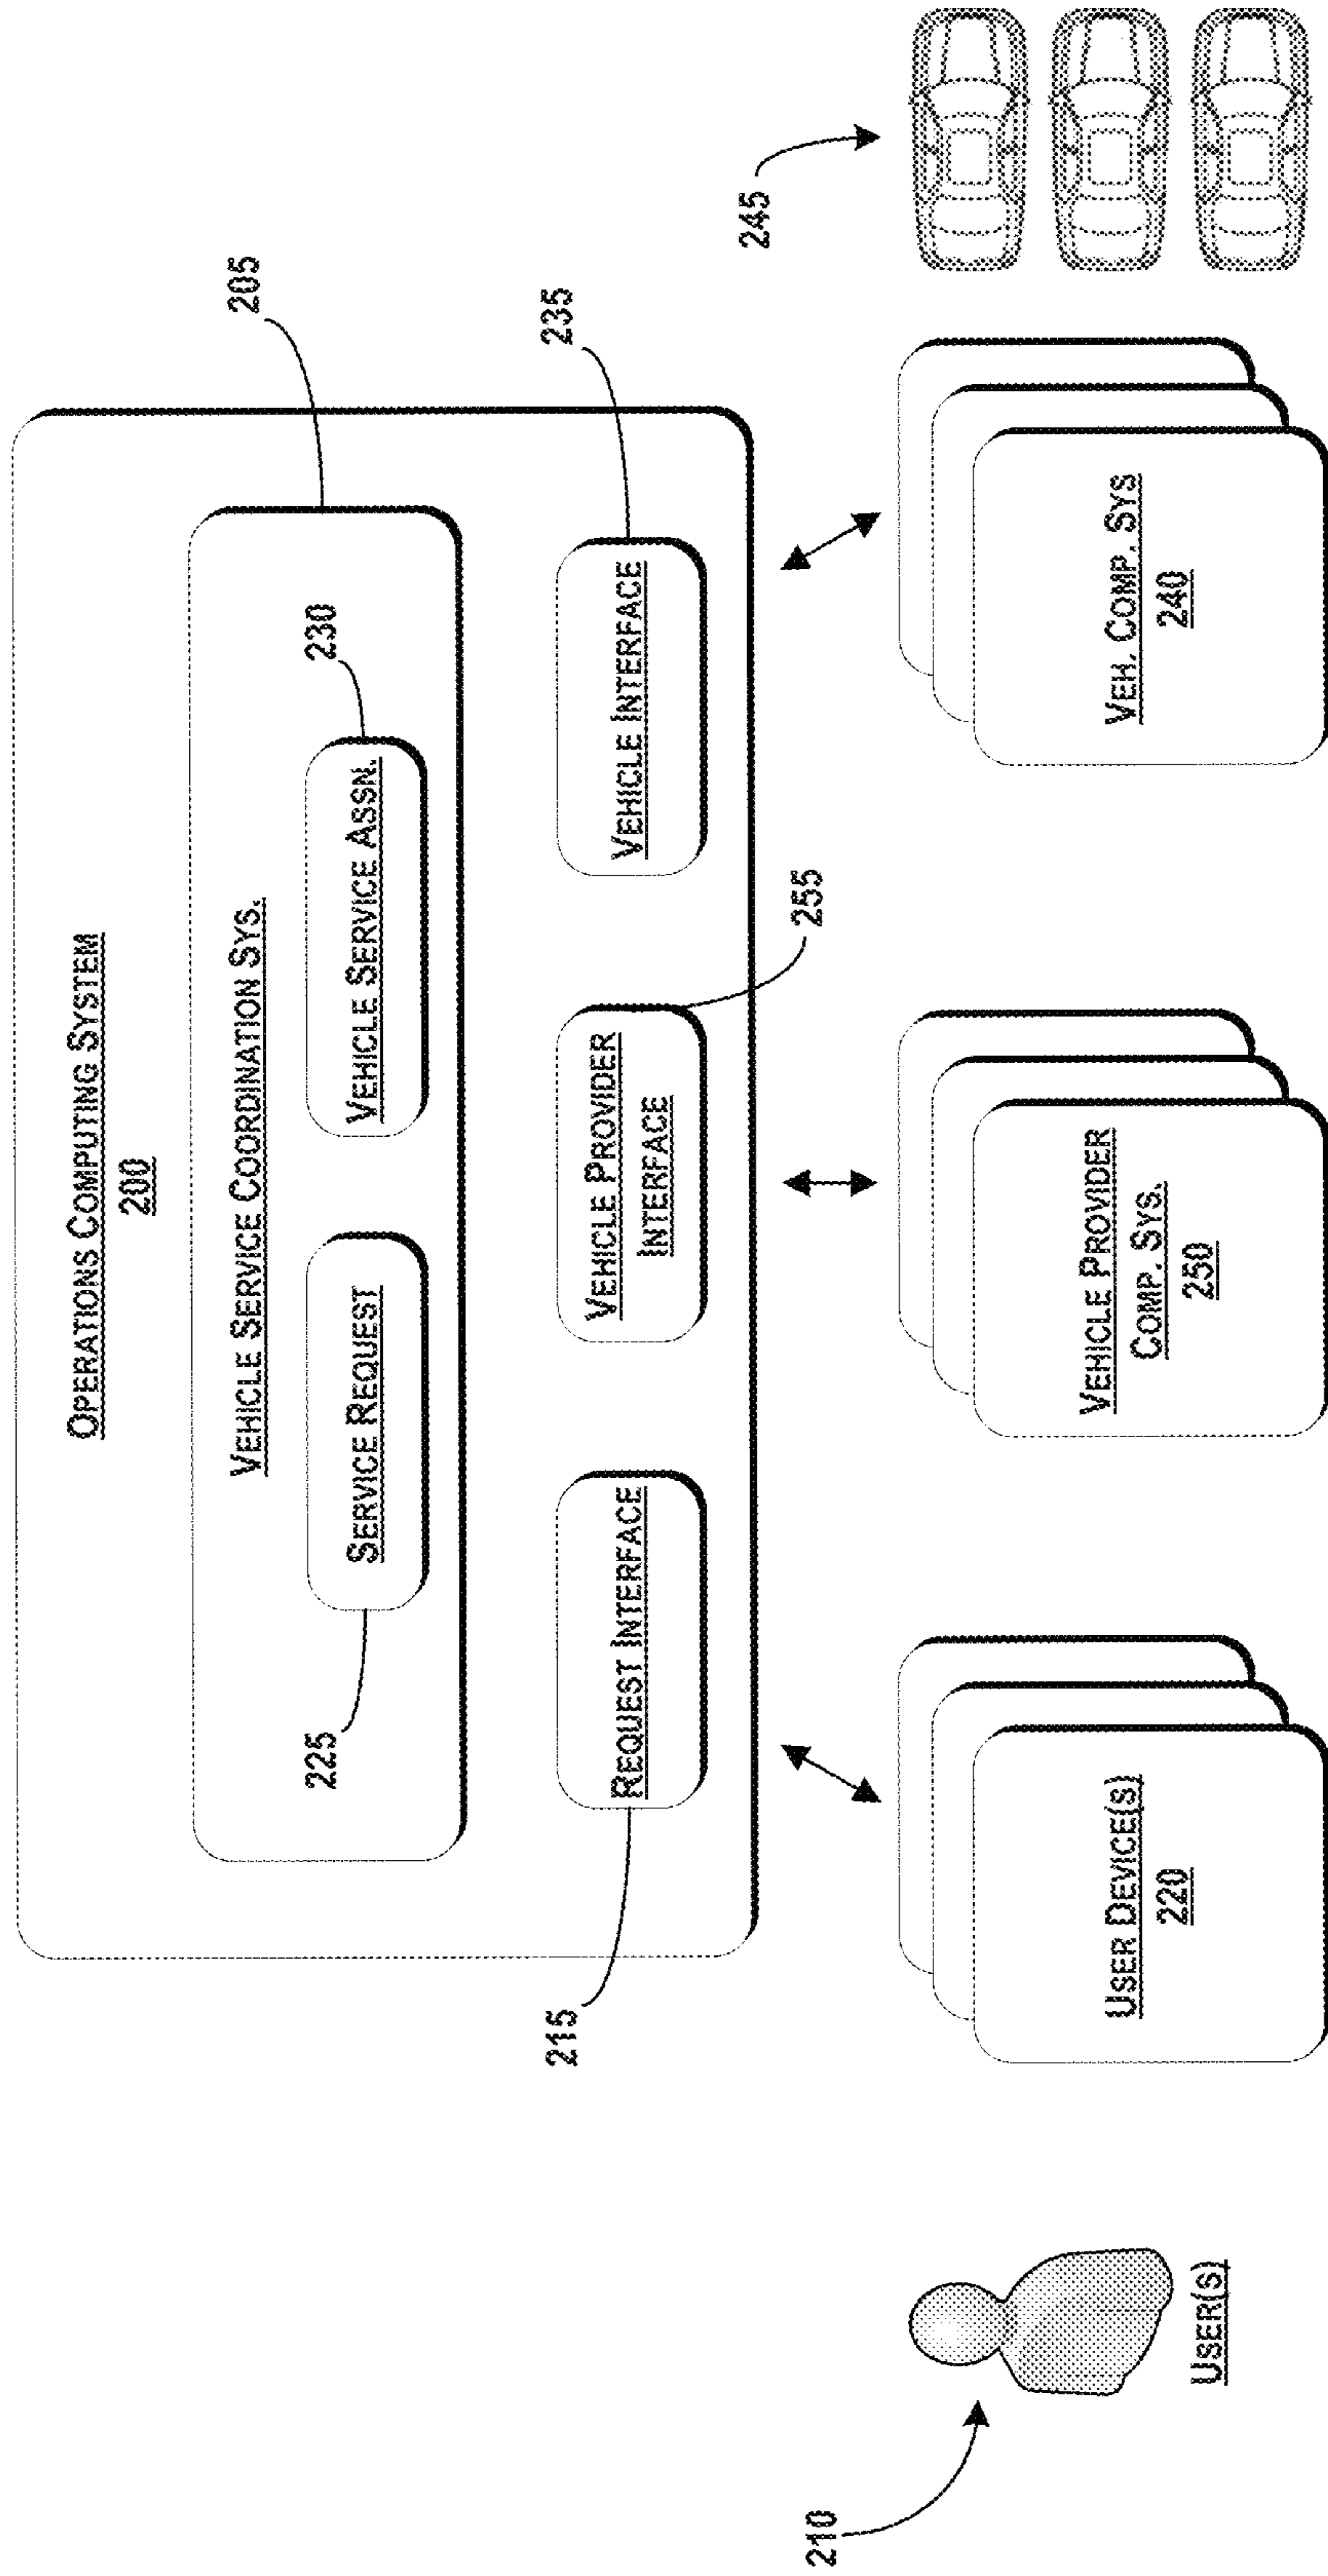 OPERATIONS COMPUTING SYSTEM
200
205
VEHICLE SERVICE COORDINATION SYS.
225
SERVICE REQUEST
230
VEHICLE SERVICE ASSN.
215
REQUEST INTERFACE
VEHICLE PROVIDER
INTERFACE
255
235
VEHICLE INTERFACE
210
USER(S)
USER DEVICE(S)
220
VEHICLE PROVIDER
COMP. SYS.
250
VEH. COMP. SYS
240
245